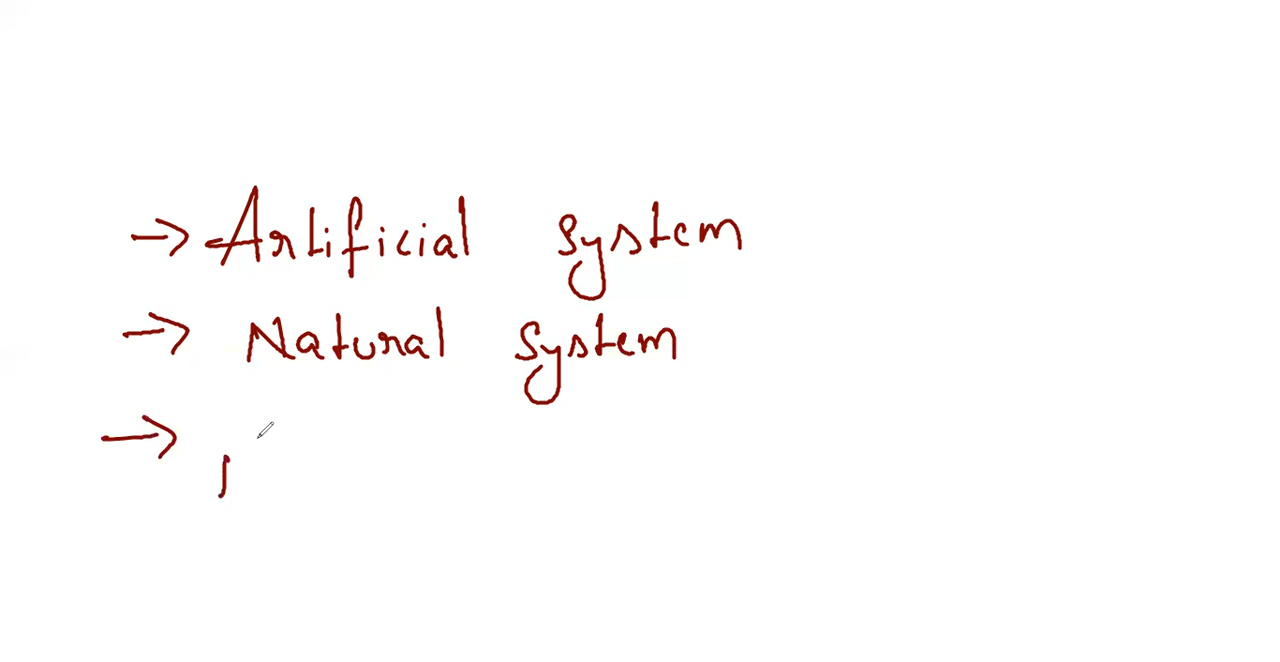 → Artificial system
→ Natural system
→